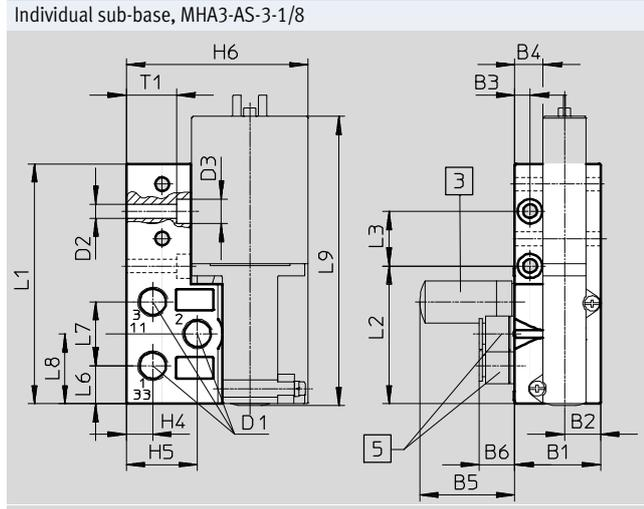 Individual sub-base, MHA3-AS-3-1/8
H6
T1
B4
B3
D3
3
D2
L3
L1
L9
L2
3
11
2
L7
L8
L6
1
33
H4
D1
H5
5
B6
B2
B1
B5